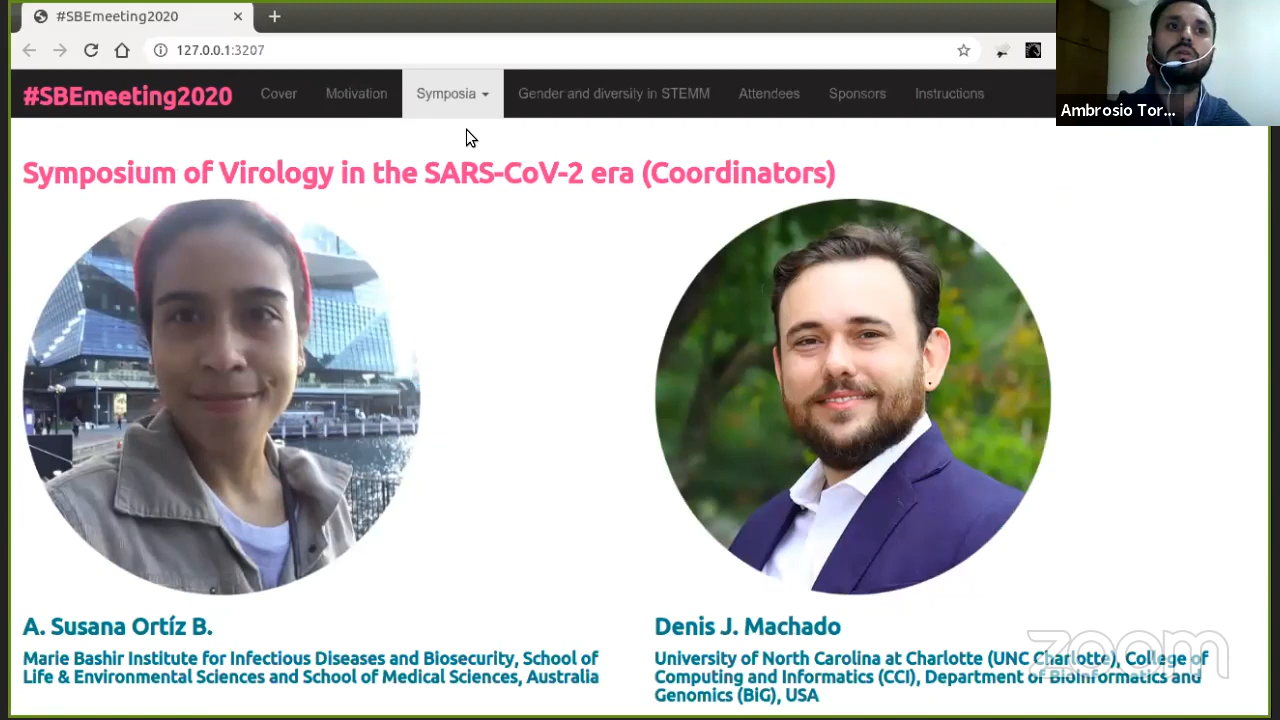 #SBEmeeting2020
127.0.0.1:3207
#SBEmeeting2020 Cover Motivation Symposia Gender and diversity in STEMM Attendees Sponsors Instructions
Ambrosio Tor...
Symposium of Virology in the SARS-CoV-2 era (Coordinators)
A. Susana Ortíz B.
Marie Bashir Institute for Infectious Diseases and Biosecurity, School of
Life & Environmental Sciences and School of Medical Sciences, Australia
Denis J. Machado
University of North Carolina at Charlotte (UNC Charlotte), College of
Computing and Informatics (CCI), Department of Bioinformatics and
Genomics (BiG), USA
zoom